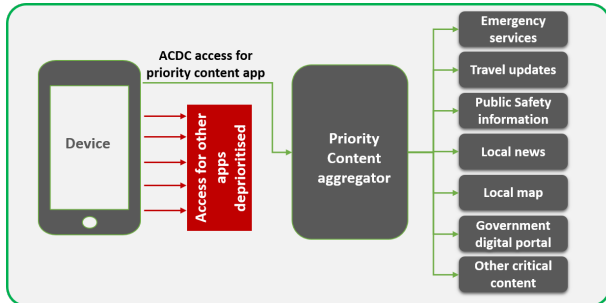 ACDC access for
priority content app
Device
Access for other
apps
deprioritised
Priority
Content
aggregator
Emergency
services
Travel updates
Public Safety
information
Local news
Local map
Government
digital portal
Other critical
content